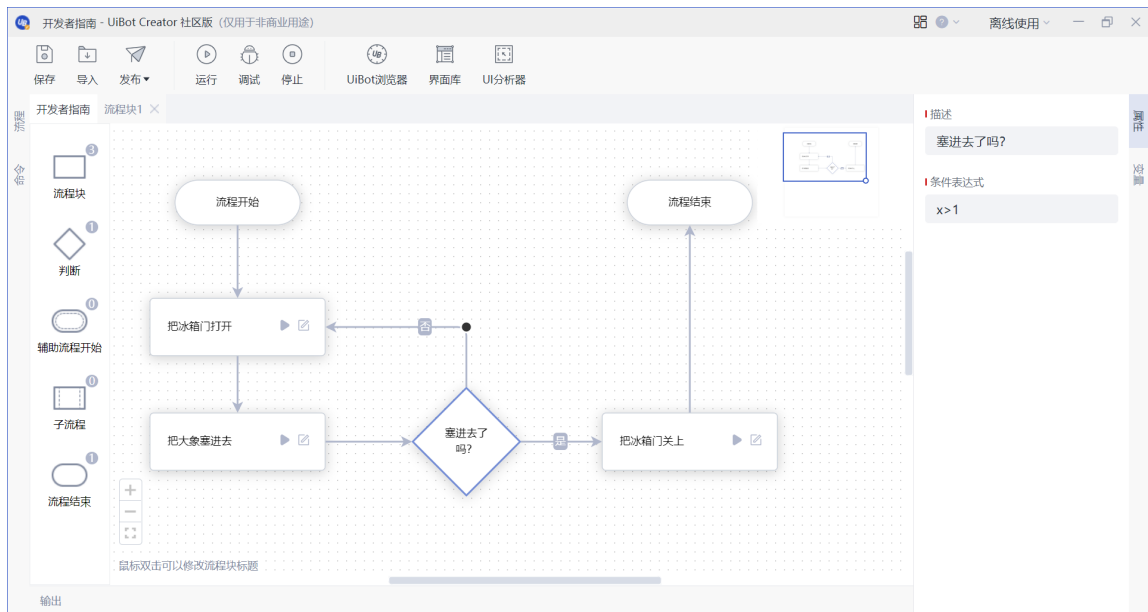 开发者指南 - UiBot Creator 社区版 (仅用于非商业用途)
离线使用
保存 导入 发布 运行 调试 停止 UiBot浏览器 界面库 UI分析器
流程
命令
开发者指南 流程块1
3
流程块
1
判断
0
辅助流程开始
0
子流程
1
流程结束
流程开始
流程结束
把冰箱门打开
否
把大象塞进去
塞进去了
吗?
是
把冰箱门关上
鼠标双击可以修改流程块标题
输出
描述
塞进去了吗?
条件表达式
x>1
属性
变量